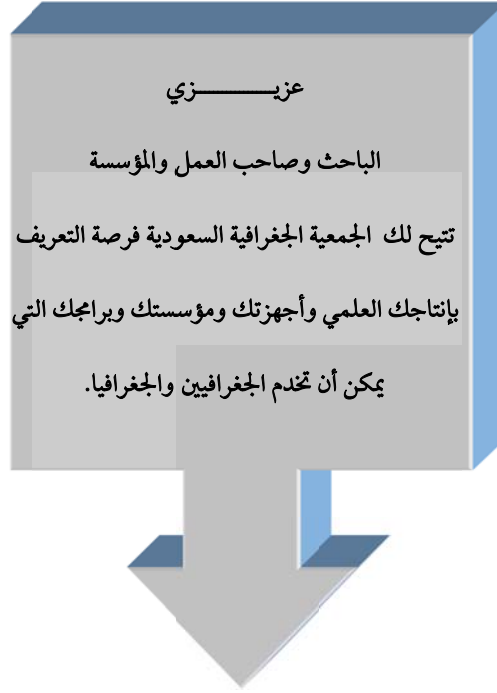 عزيـــــــــــزي
الباحث وصاحب العمل والمؤسسة
تتيح لك الجمعية الجغرافية السعودية فرصة التعريف
بإنتاجك العلمي وأجهزتك ومؤسستك وبرامجك التي
يمكن أن تخدم الجغرافيين والجغرافيا.